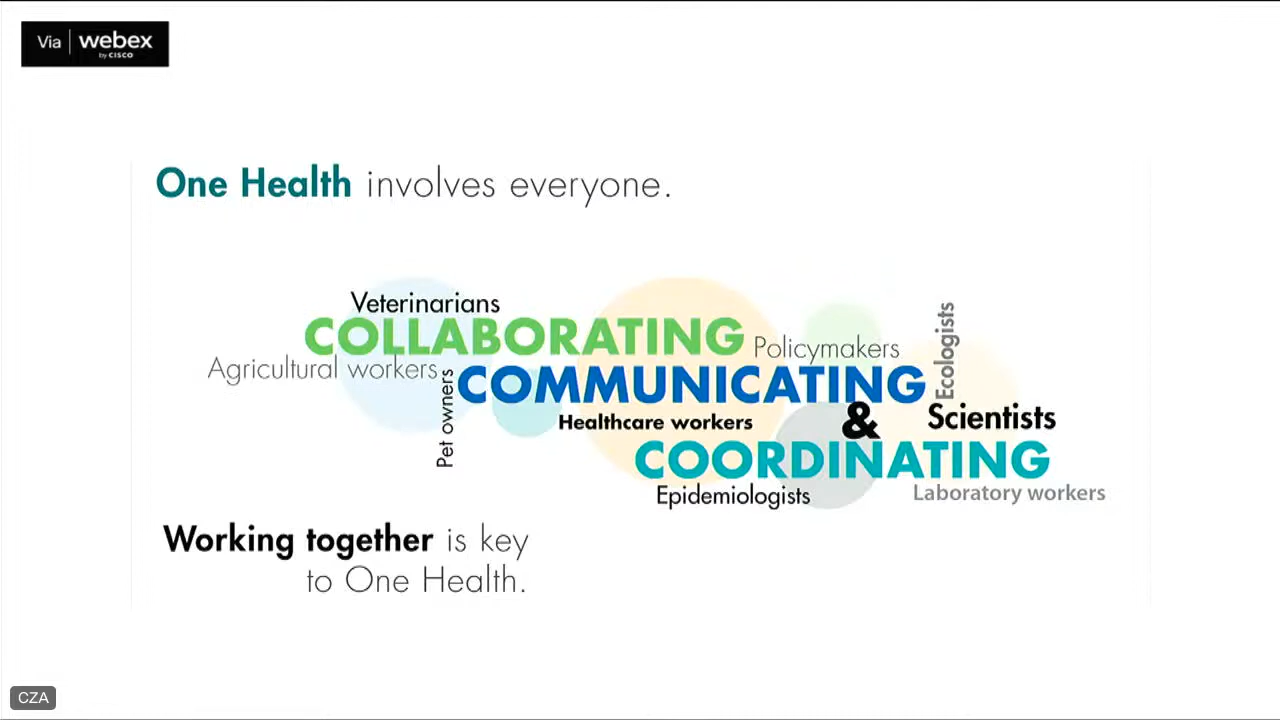 Via | webex
by CISCO
One Health involves everyone.
Veterinarians
COLLABORATING
Policymakers
Ecologists
Agricultural workers
Pet owners
COMMUNICATING
&
Healthcare workers
Scientists
COORDINATING
Epidemiologists
Laboratory workers
Working together is key
to One Health.
CZA